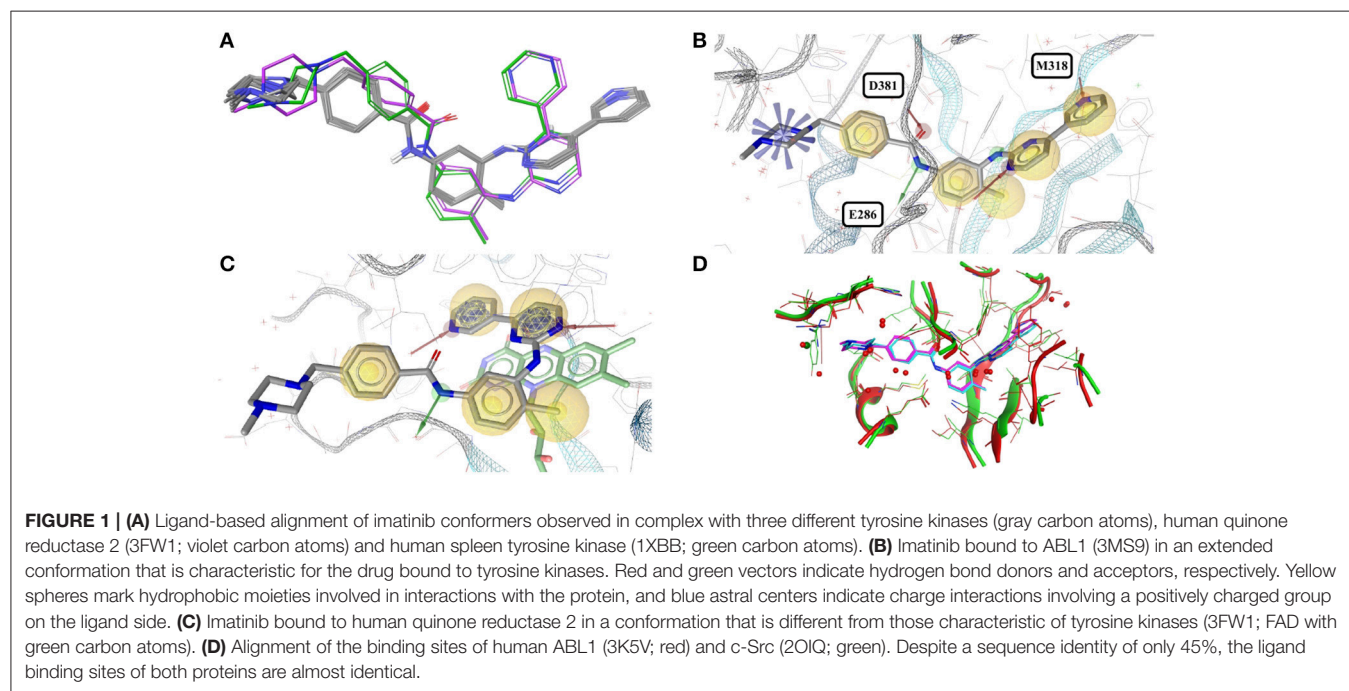 A
B
M318
D381
E286
C
D
FIGURE 1 | (A) Ligand-based alignment of imatinib conformers observed in complex with three different tyrosine kinases (gray carbon atoms), human quinone
reductase 2 (3FW1; violet carbon atoms) and human spleen tyrosine kinase (1XBB; green carbon atoms). (B) Imatinib bound to ABL1 (3MS9) in an extended
conformation that is characteristic for the drug bound to tyrosine kinases. Red and green vectors indicate hydrogen bond donors and acceptors, respectively. Yellow
spheres mark hydrophobic moieties involved in interactions with the protein, and blue astral centers indicate charge interactions involving a positively charged group
on the ligand side. (C) Imatinib bound to human quinone reductase 2 in a conformation that is different from those characteristic of tyrosine kinases (3FW1; FAD with
green carbon atoms). (D) Alignment of the binding sites of human ABL1 (3K5V; red) and c-Src (2OIQ; green). Despite a sequence identity of only 45%, the ligand
binding sites of both proteins are almost identical.